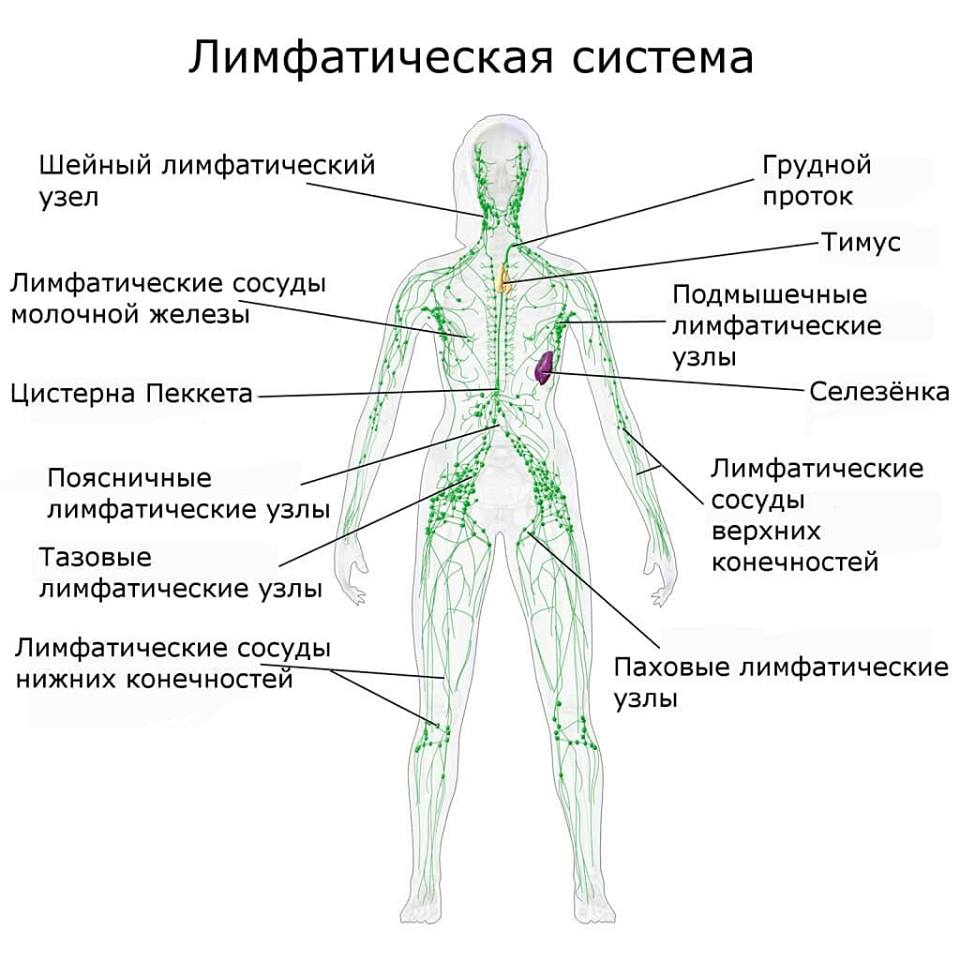 Лимфатическая система
Шейный лимфатический
узел
Лимфатические сосуды
молочной железы
Цистерна Пеккета
Поясничные
лимфатические узлы
Тазовые
лимфатические узлы
Лимфатические сосуды
нижних конечностей
Грудной
проток
Тимус
Подмышечные
лимфатические
узлы
Селезёнка
Лимфатические
сосуды
верхних
конечностей
Паховые лимфатические
узлы